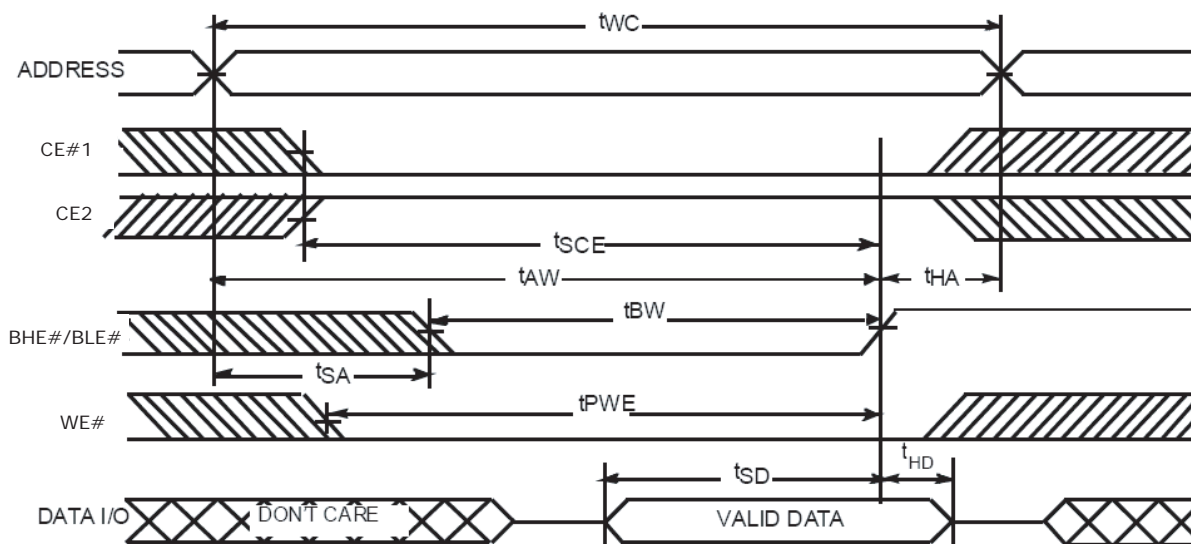 tWC
ADDRESS
CE#1
CE2
tSCE
tAW
tHA
tBW
BHE#/BLE#
tSA
tPWE
WE#
tSD
tHD
DATA I/O
DON'T CARE
VALID DATA